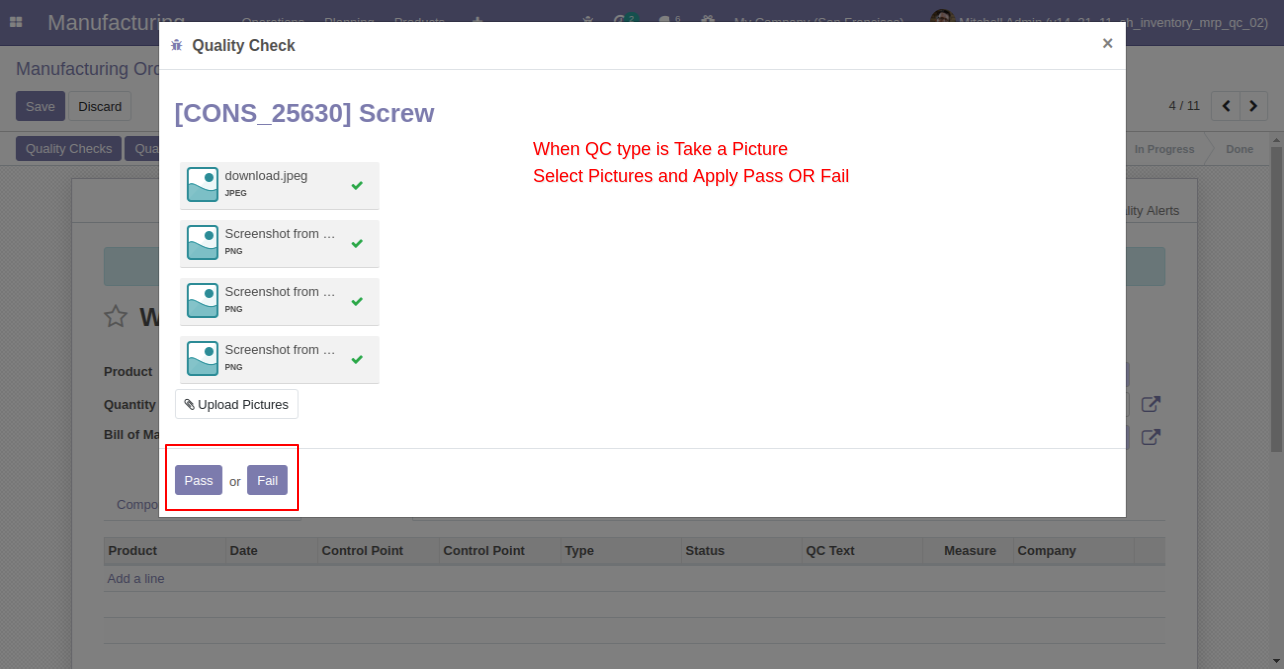 Manufacturing Operations Planning Products 2 6 My Company (San Francisco) Mitchell Admin (v14_21_11_sh_inventory_mrp_qc_02)
Quality Check ×
Manufacturing Ord
Save Discard
4 / 11
[CONS_25630] Screw
Quality Checks Qua
In Progress Done
When QC type is Take a Picture
Select Pictures and Apply Pass OR Fail
download.jpeg
JPEG
Screenshot from ...
PNG
Screenshot from ...
PNG
Screenshot from ...
PNG
lity Alerts
W
Product
Quantity
Bill of Ma
Upload Pictures
Pass or Fail
Compo
Product Date Control Point Control Point Type Status QC Text Measure Company
Add a line